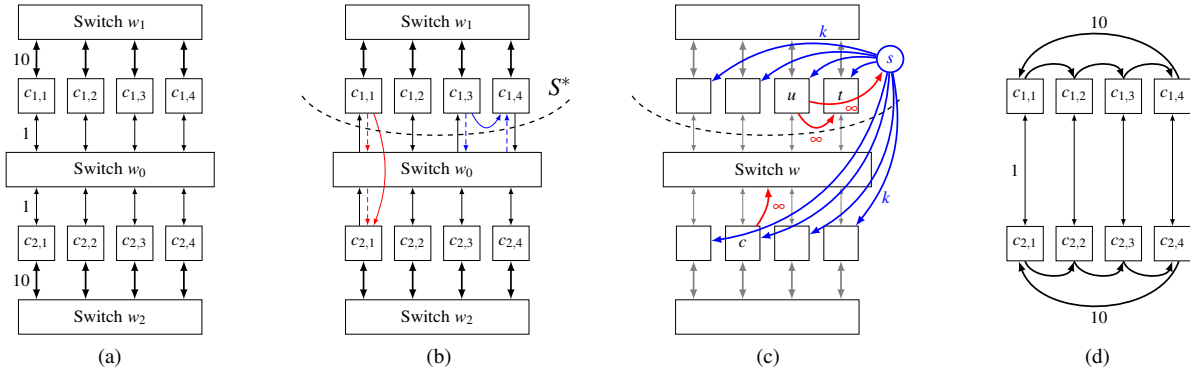 Switch w₁
10
c₁,₁ c₁,₂ c₁,₃ c₁,₄
1
Switch w₀
1
c₂,₁ c₂,₂ c₂,₃ c₂,₄
10
Switch w₂
(a)
Switch w₁
c₁,₁ c₁,₂ c₁,₃ c₁,₄
S*
Switch w₀
c₂,₁ c₂,₂ c₂,₃ c₂,₄
Switch w₂
(b)
k
s
u t
∞
∞
Switch w
∞
k
c
(c)
10
c₁,₁ c₁,₂ c₁,₃ c₁,₄
1
c₂,₁ c₂,₂ c₂,₃ c₂,₄
10
(d)